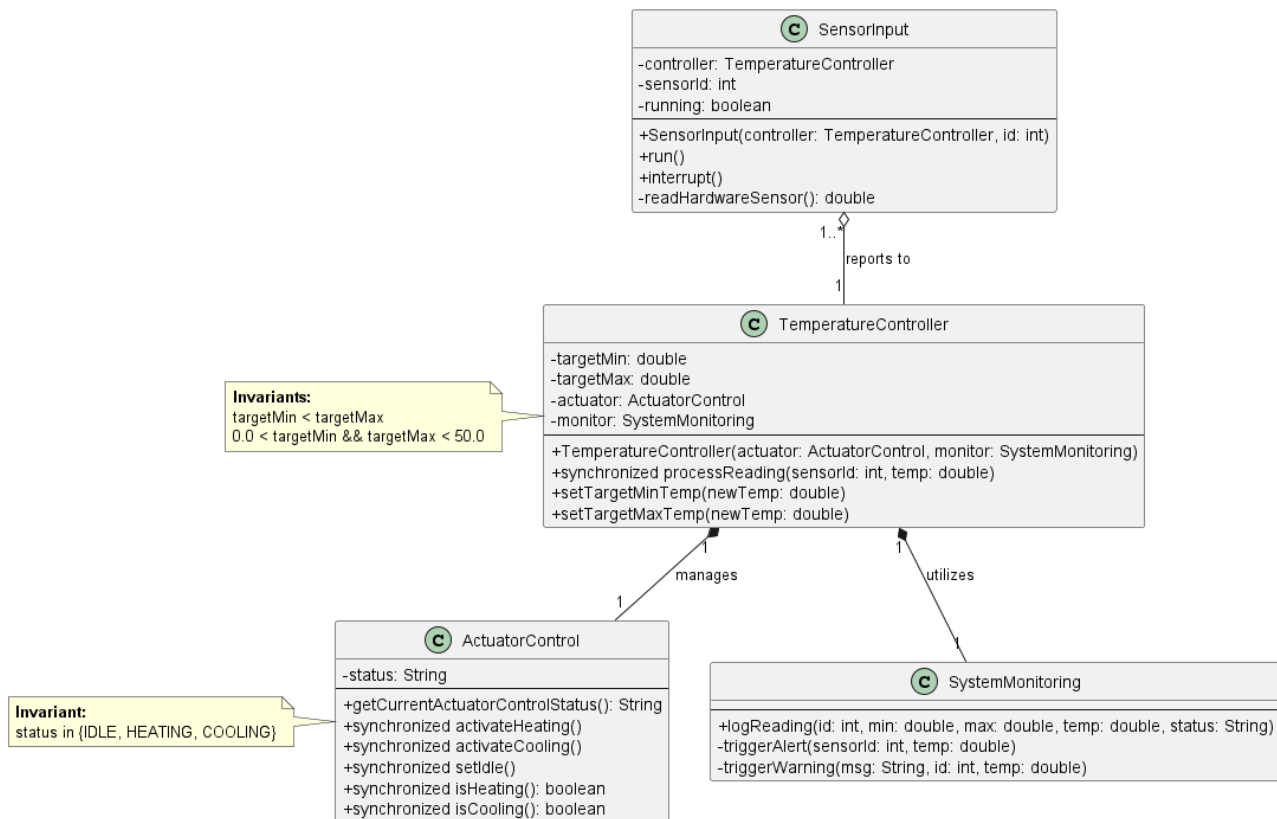 C SensorInput
-controller: TemperatureController
-sensorId: int
-running: boolean
+SensorInput(controller: TemperatureController, id: int)
+run()
+interrupt()
-readHardwareSensor(): double
1..*
reports to
1
C TemperatureController
-targetMin: double
-targetMax: double
-actuator: ActuatorControl
-monitor: SystemMonitoring
+TemperatureController(actuator: ActuatorControl, monitor: SystemMonitoring)
+synchronized processReading(sensorId: int, temp: double)
+setTargetMinTemp(newTemp: double)
+setTargetMaxTemp(newTemp: double)
Invariants:
targetMin < targetMax
0.0 < targetMin && targetMax < 50.0
1
manages
1
1
utilizes
1
C ActuatorControl
-status: String
+getCurrentActuatorControlStatus(): String
+synchronized activateHeating()
+synchronized activateCooling()
+synchronized setIdle()
+synchronized isHeating(): boolean
+synchronized isCooling(): boolean
Invariant:
status in {IDLE, HEATING, COOLING}
C SystemMonitoring
+logReading(id: int, min: double, max: double, temp: double, status: String)
-triggerAlert(sensorId: int, temp: double)
-triggerWarning(msg: String, id: int, temp: double)